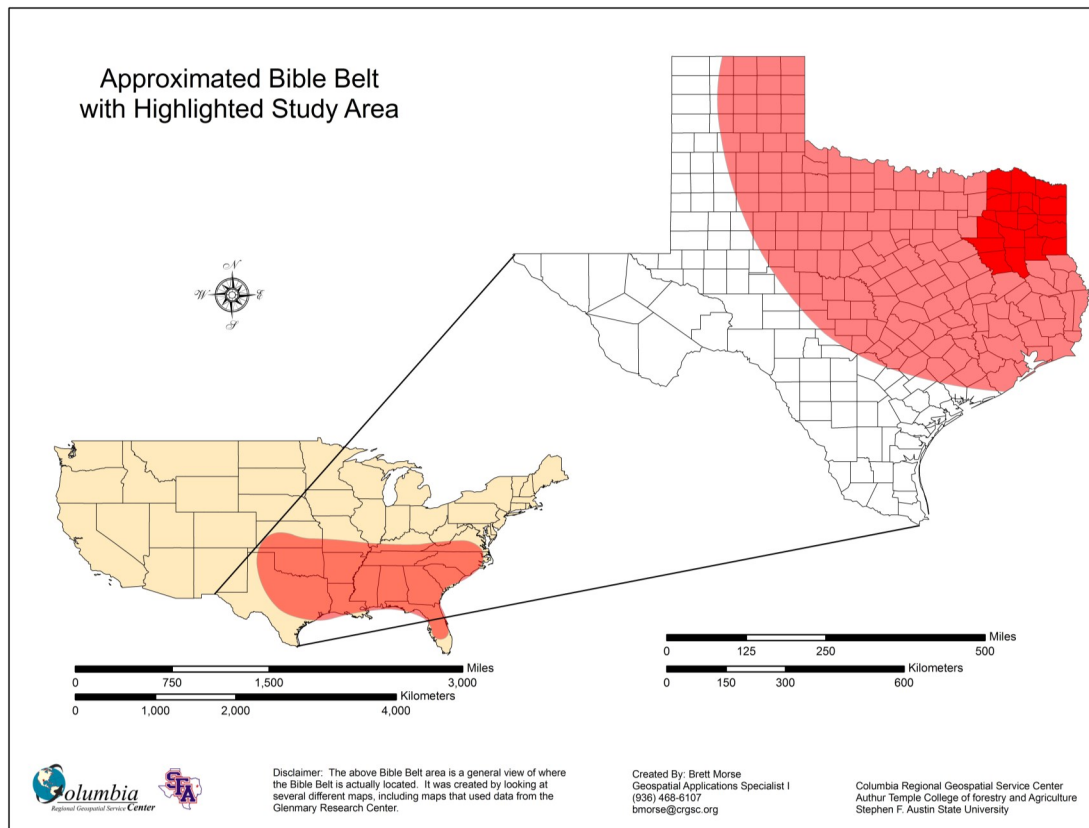 Approximated Bible Belt
with Highlighted Study Area
N
W
E
S
Miles
0 750 1,500 3,000
Kilometers
0 1,000 2,000 4,000
Miles
0 125 250 500
Kilometers
0 150 300 600
Columbia
Regional Geospatial Service Center
SFA
Disclaimer: The above Bible Belt area is a general view of where
the Bible Belt is actually located. It was created by looking at
several different maps, including maps that used data from the
Glenmary Research Center.
Created By: Brett Morse
Geospatial Applications Specialist I
(936) 468-6107
bmorse@crgsc.org
Columbia Regional Geospatial Service Center
Authur Temple College of forestry and Agriculture
Stephen F. Austin State University